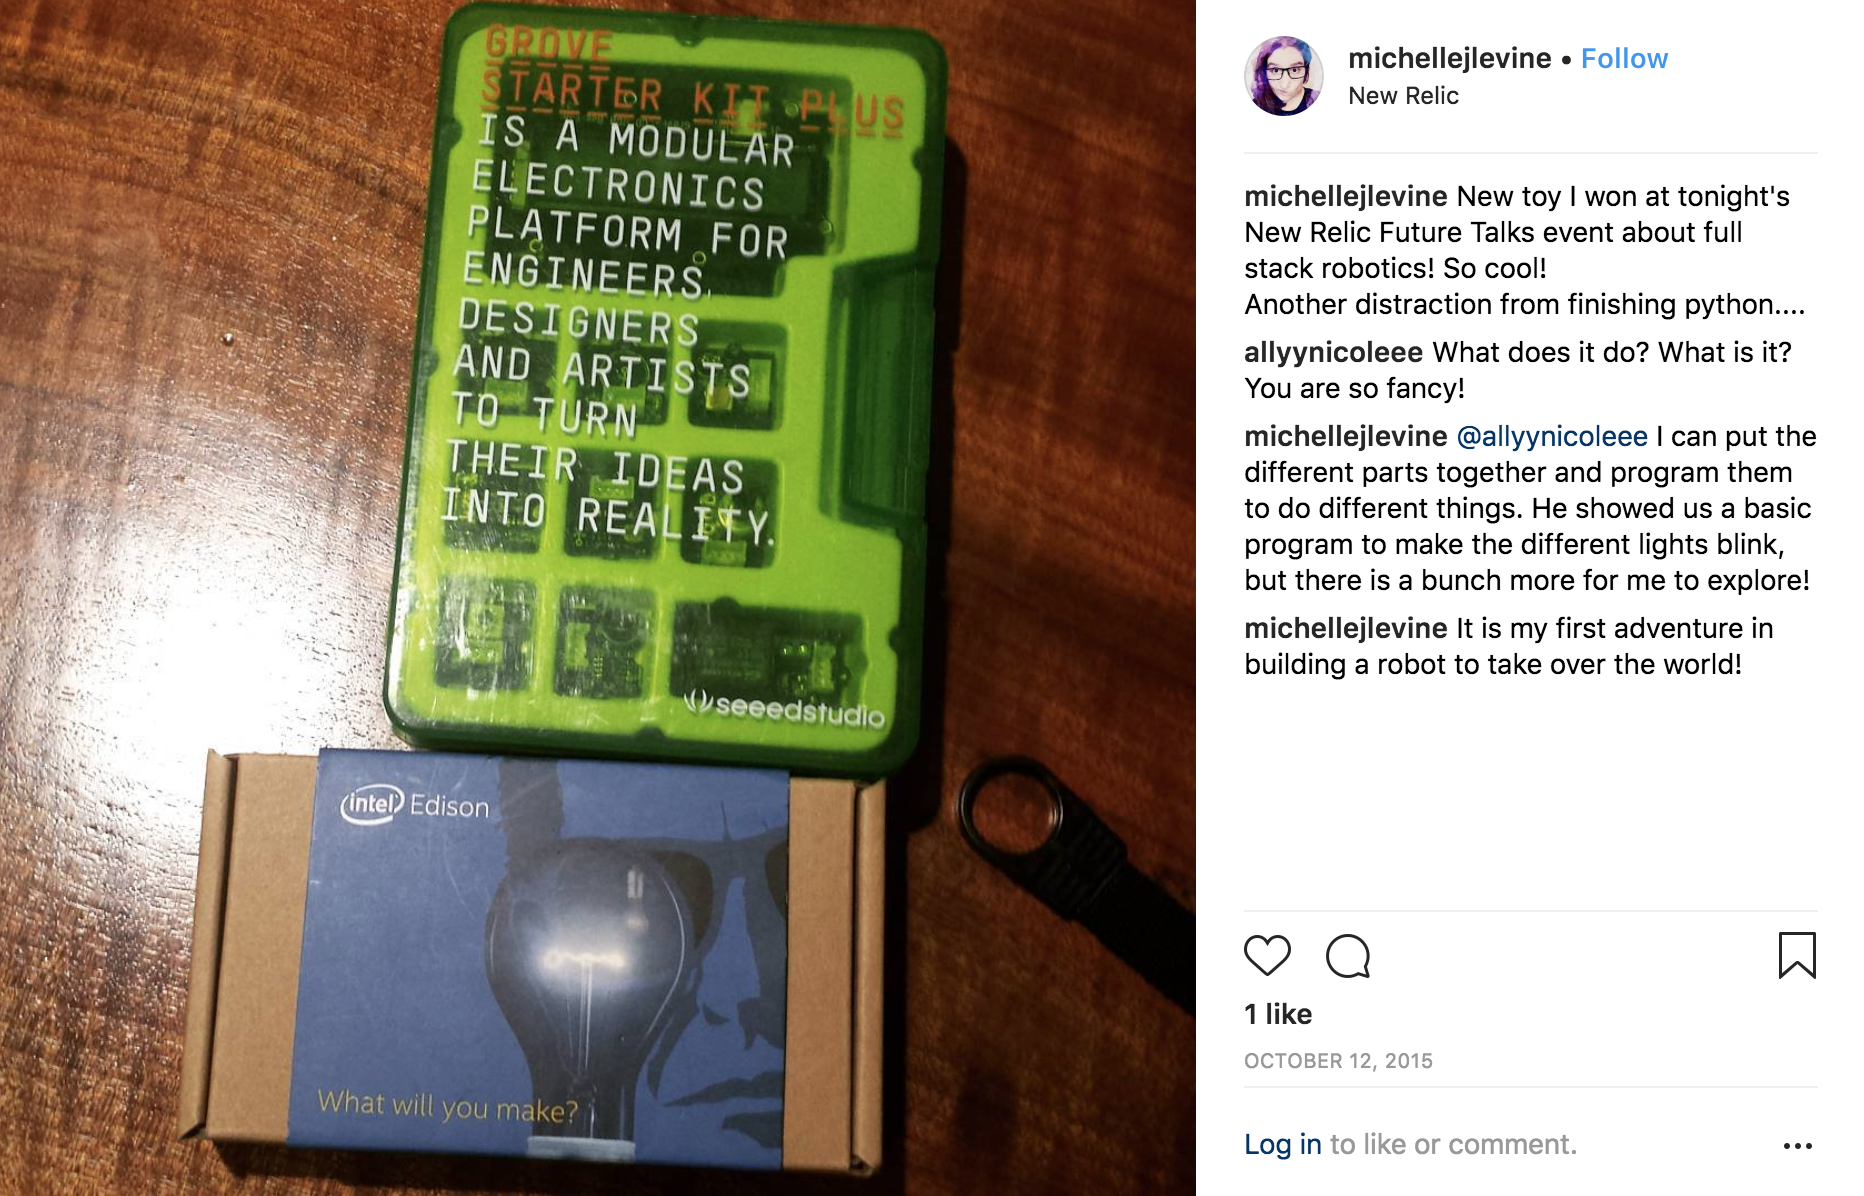 GROVE
STARTER KIT PLUS
IS A MODULAR
ELECTRONICS
PLATFORM FOR
ENGINEERS,
DESIGNERS
AND ARTISTS
TO TURN
THEIR IDEAS
INTO REALITY.
seeedstudio
intel Edison
What will you make?
michellejlevine • Follow
New Relic
michellejlevine New toy I won at tonight's
New Relic Future Talks event about full
stack robotics! So cool!
Another distraction from finishing python....
allyynicoleee What does it do? What is it?
You are so fancy!
michellejlevine @allyynicoleee I can put the
different parts together and program them
to do different things. He showed us a basic
program to make the different lights blink,
but there is a bunch more for me to explore!
michellejlevine It is my first adventure in
building a robot to take over the world!
1 like
OCTOBER 12, 2015
Log in to like or comment.